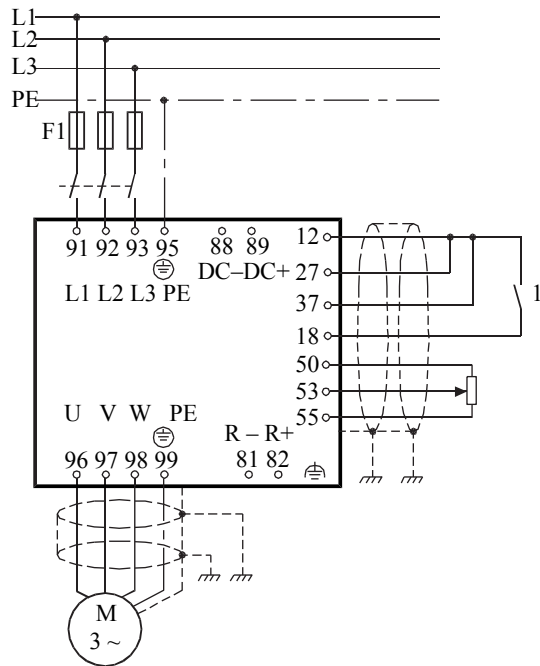 L1
L2
L3
PE
F1
91 92 93 95 88 89 12
DC–DC+ 27
L1 L2 L3 PE
37
1
18
50
53
U V W PE 55
R – R+
96 97 98 99 81 82
M
3 ~